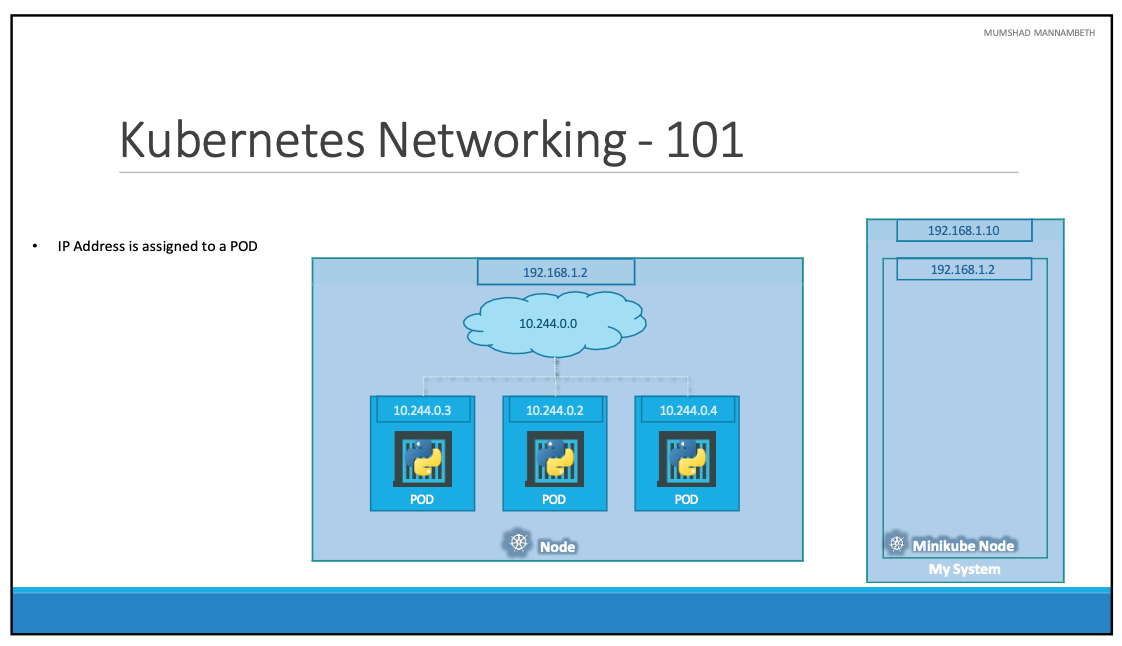 MUMSHAD MANNAMBETH
Kubernetes Networking - 101
• IP Address is assigned to a POD
192.168.1.2
10.244.0.0
10.244.0.3
10.244.0.2
10.244.0.4
POD
POD
POD
Node
192.168.1.10
192.168.1.2
Minikube Node
My System